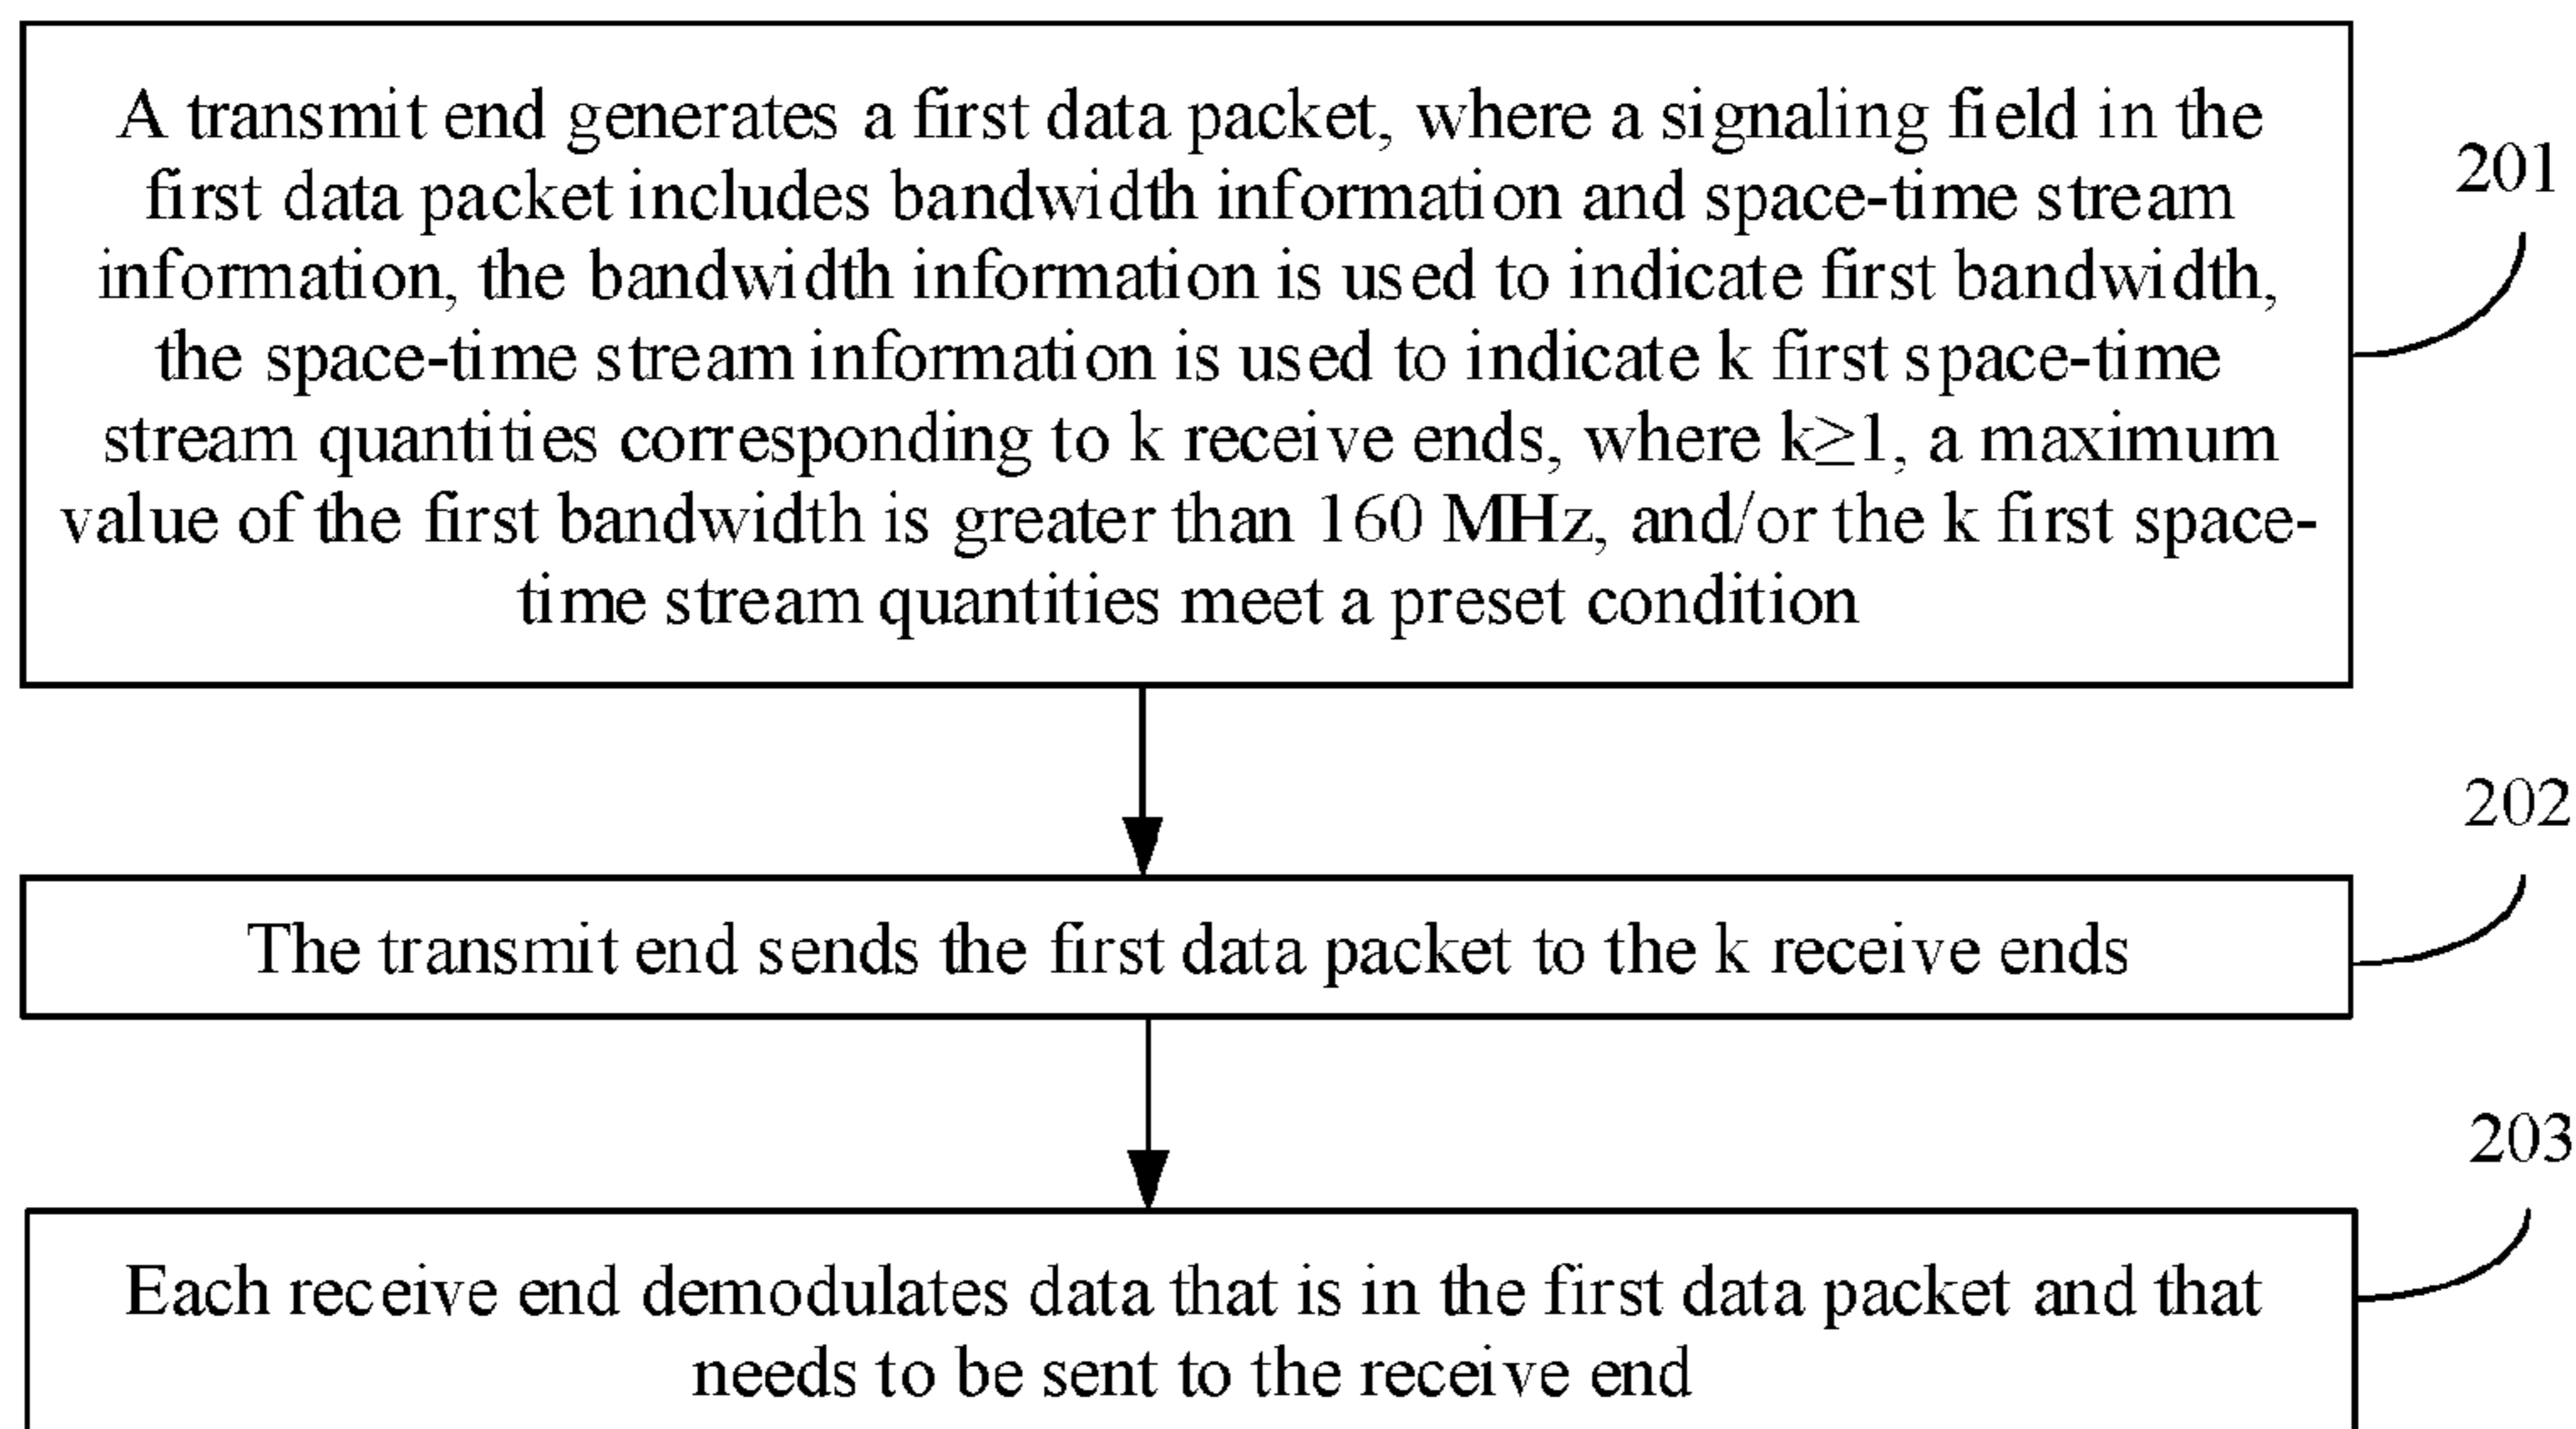 A transmit end generates a first data packet, where a signaling field in the
first data packet includes bandwidth information and space-time stream
information, the bandwidth information is used to indicate first bandwidth,
the space-time stream information is used to indicate k first space-time
stream quantities corresponding to k receive ends, where k≥1, a maximum
value of the first bandwidth is greater than 160 MHz, and/or the k first space-
time stream quantities meet a preset condition
201
The transmit end sends the first data packet to the k receive ends
202
Each receive end demodulates data that is in the first data packet and that
needs to be sent to the receive end
203